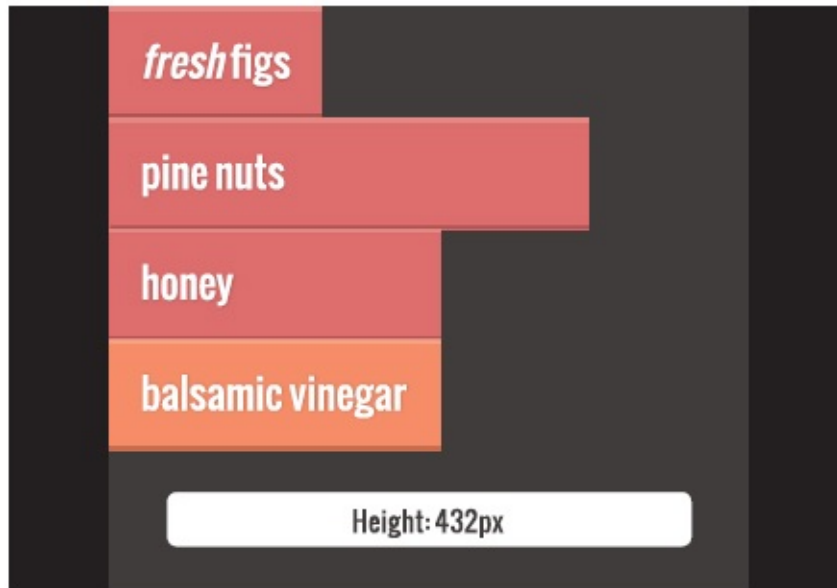 fresh figs
pine nuts
honey
balsamic vinegar
Height: 432px